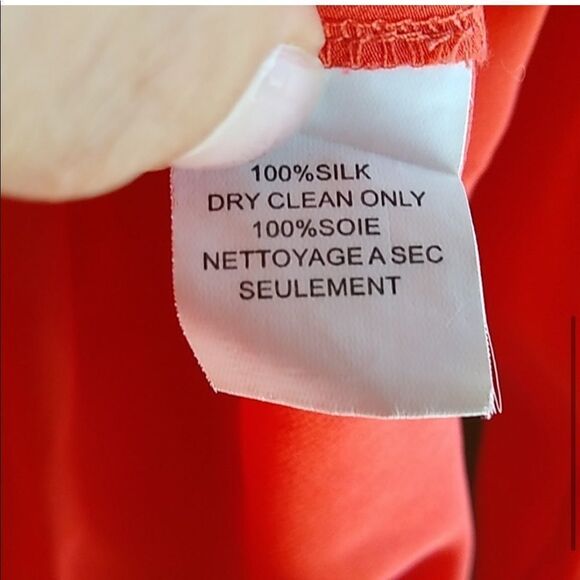 100%SILK
DRY CLEAN ONLY
100%SOIE
NETTOYAGE A SEC
SEULEMENT